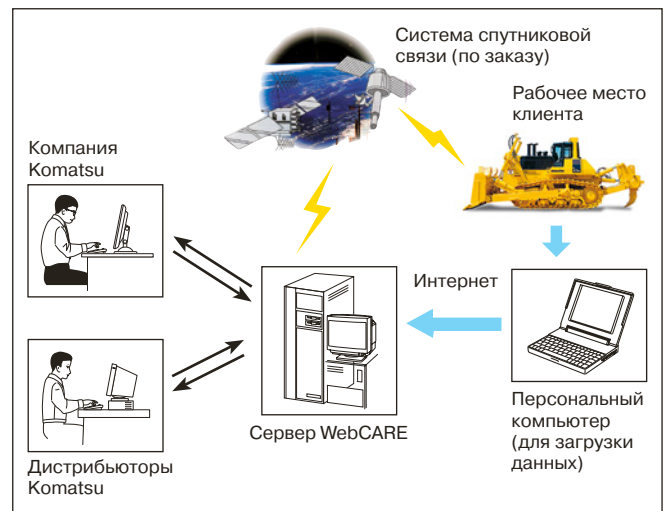 Система спутниковой
связи (по заказу)
Рабочее место
клиента
Компания
Komatsu
Интернет
Сервер WebCARE
Персональный
компьютер
(для загрузки
данных)
Дистрибьюторы
Komatsu